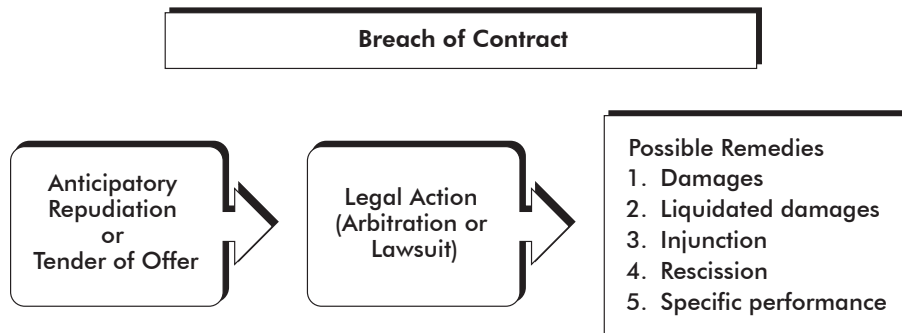 Breach of Contract
Anticipatory
Repudiation
or
Tender of Offer
Legal Action
(Arbitration or
Lawsuit)
Possible Remedies
1. Damages
2. Liquidated damages
3. Injunction
4. Rescission
5. Specific performance